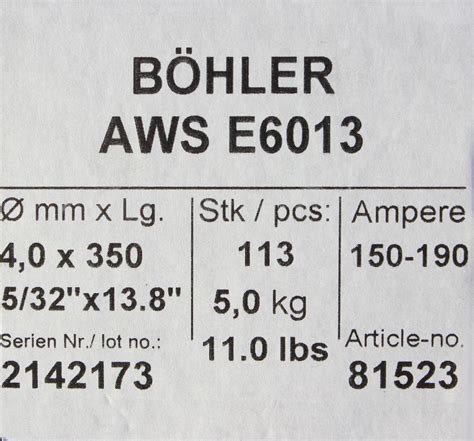 BÖHLER
AWS E6013
Ø mm x Lg.
4,0 x 350
5/32"x13.8"
Serien Nr./ lot no.:
2142173
Stk / pcs:
113
5,0 kg
11.0 lbs
Ampere
150-190
Article-no.
81523